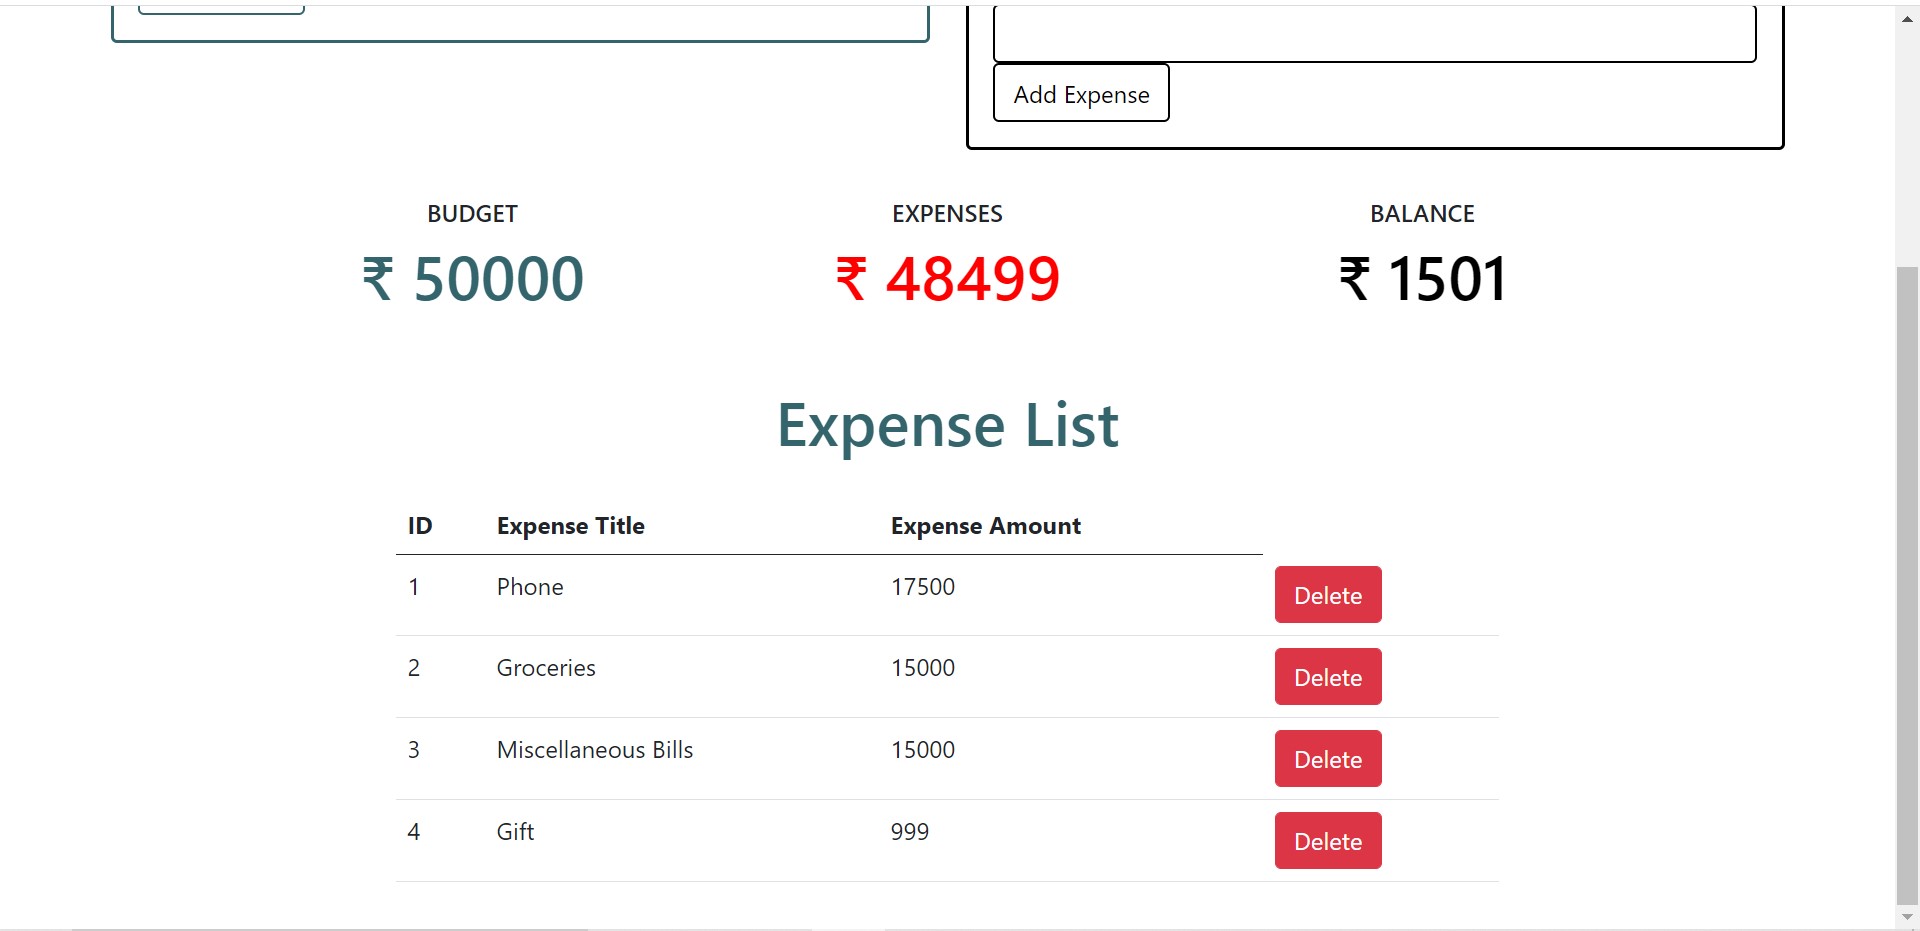 Add Expense
BUDGET EXPENSES BALANCE
₹ 50000 ₹ 48499 ₹ 1501
Expense List
ID Expense Title Expense Amount
1 Phone 17500 Delete
2 Groceries 15000 Delete
3 Miscellaneous Bills 15000 Delete
4 Gift 999 Delete